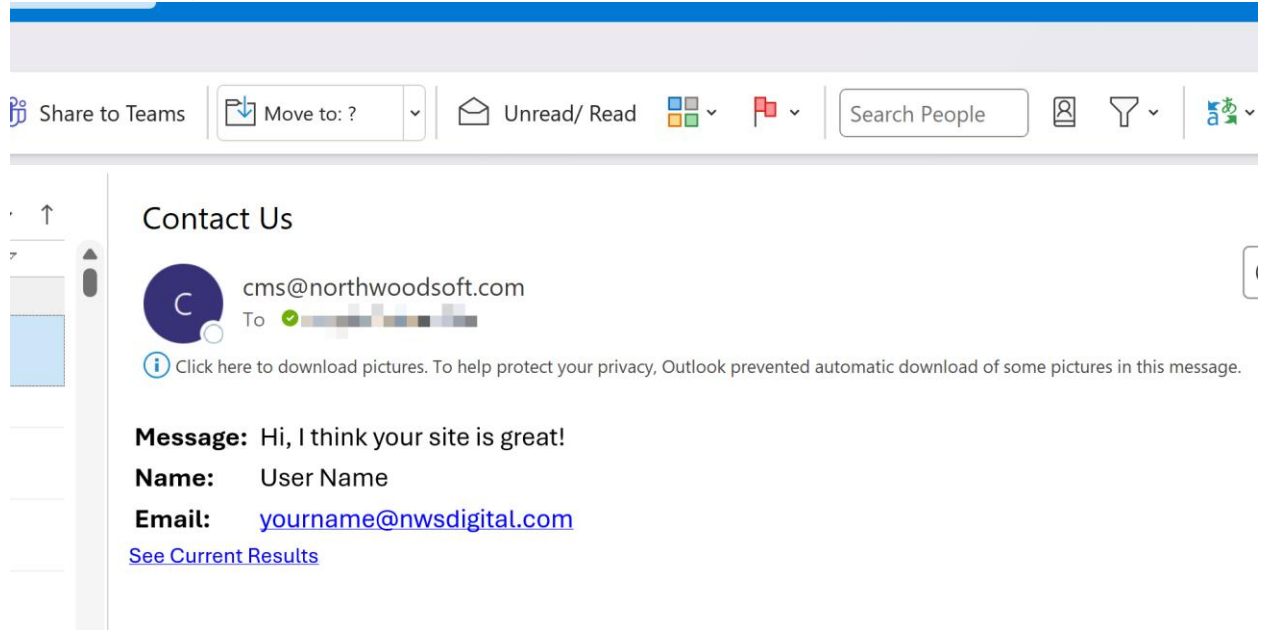 Share to Teams Move to: ? Unread/ Read Search People
Contact Us
C cms@northwoodsoft.com
To
Click here to download pictures. To help protect your privacy, Outlook prevented automatic download of some pictures in this message.
Message: Hi, I think your site is great!
Name: User Name
Email: yourname@nwsdigital.com
See Current Results